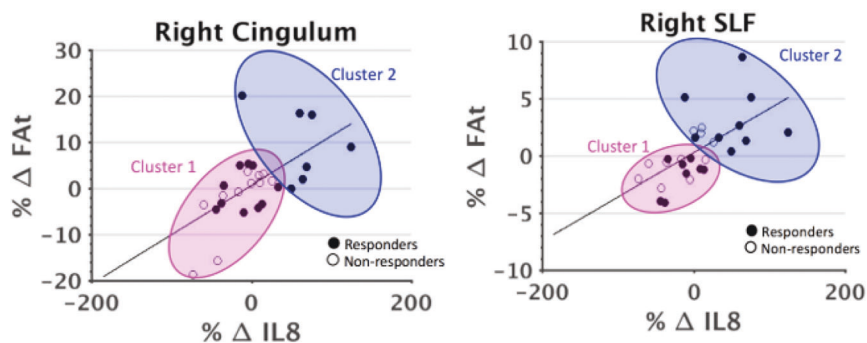 Right Cingulum
30
20
10
0
-10
-20
-200
0
200
% Δ FAt
% Δ IL8
Cluster 1
Cluster 2
Responders
Non-responders
Right SLF
10
5
0
-5
-10
-200
0
200
% Δ FAt
% Δ IL8
Cluster 1
Cluster 2
Responders
Non-responders